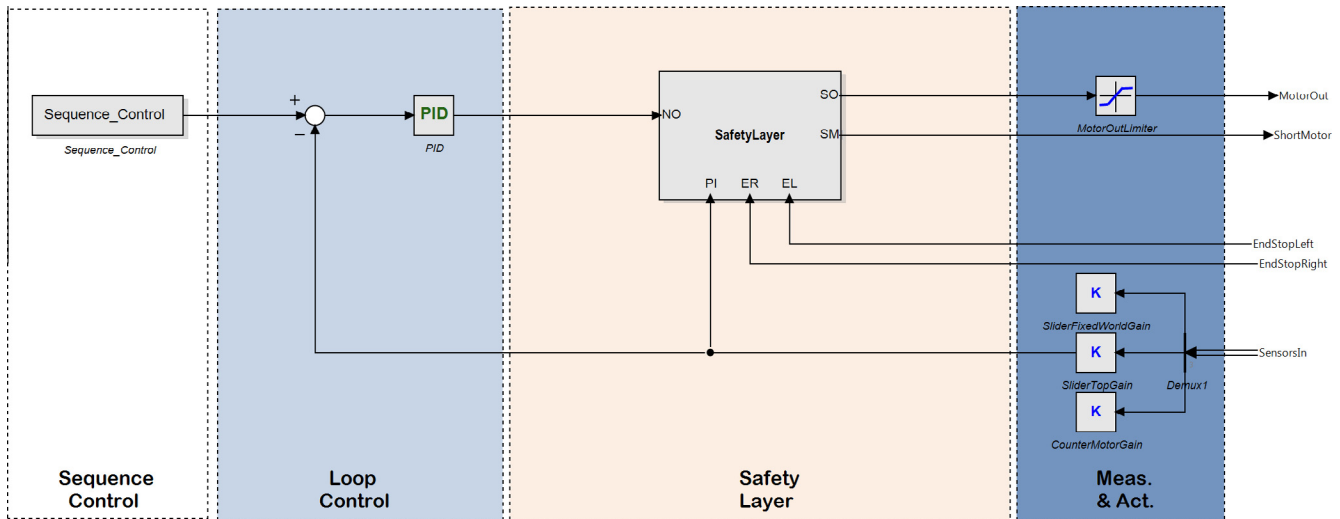 Sequence_Control
Sequence_Control
+
−
PID
PID
NO
SafetyLayer
SO
SM
PI
ER
EL
MotorOutLimiter
MotorOut
ShortMotor
EndStopLeft
EndStopRight
K
SliderFixedWorldGain
K
SliderTopGain
Demux1
SensorsIn
K
CounterMotorGain
Sequence
Control
Loop
Control
Safety
Layer
Meas.
& Act.